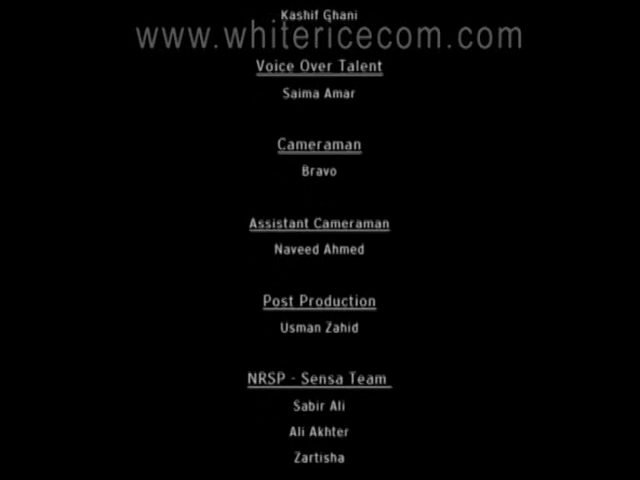 Kashif Ghani
www.whitericecom.com
Voice Over Talent
Saima Amar
Cameraman
Bravo
Assistant Cameraman
Naveed Ahmed
Post Production
Usman Zahid
NRSP - Sensa Team
Sabir Ali
Ali Akhter
Zartisha